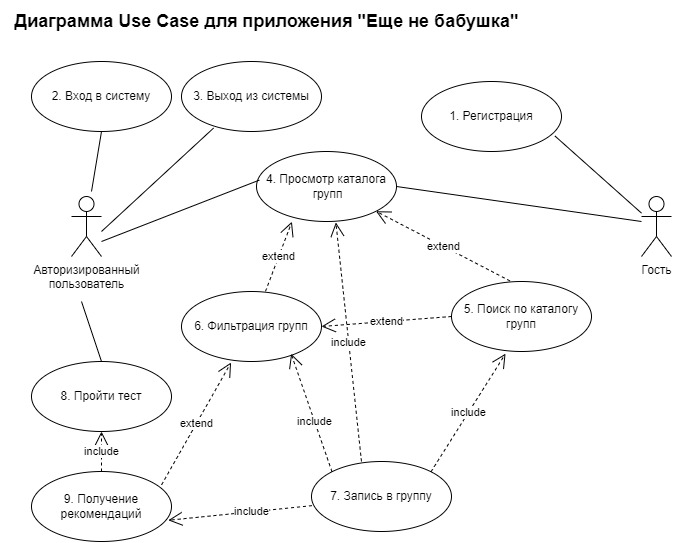 Диаграмма Use Case для приложения "Еще не бабушка"
2. Вход в систему
3. Выход из системы
1. Регистрация
4. Просмотр каталога
групп
Авторизированный
пользователь
Гость
extend
extend
6. Фильтрация групп
extend
5. Поиск по каталогу
групп
include
8. Пройти тест
extend
include
include
include
9. Получение
рекомендаций
include
7. Запись в группу